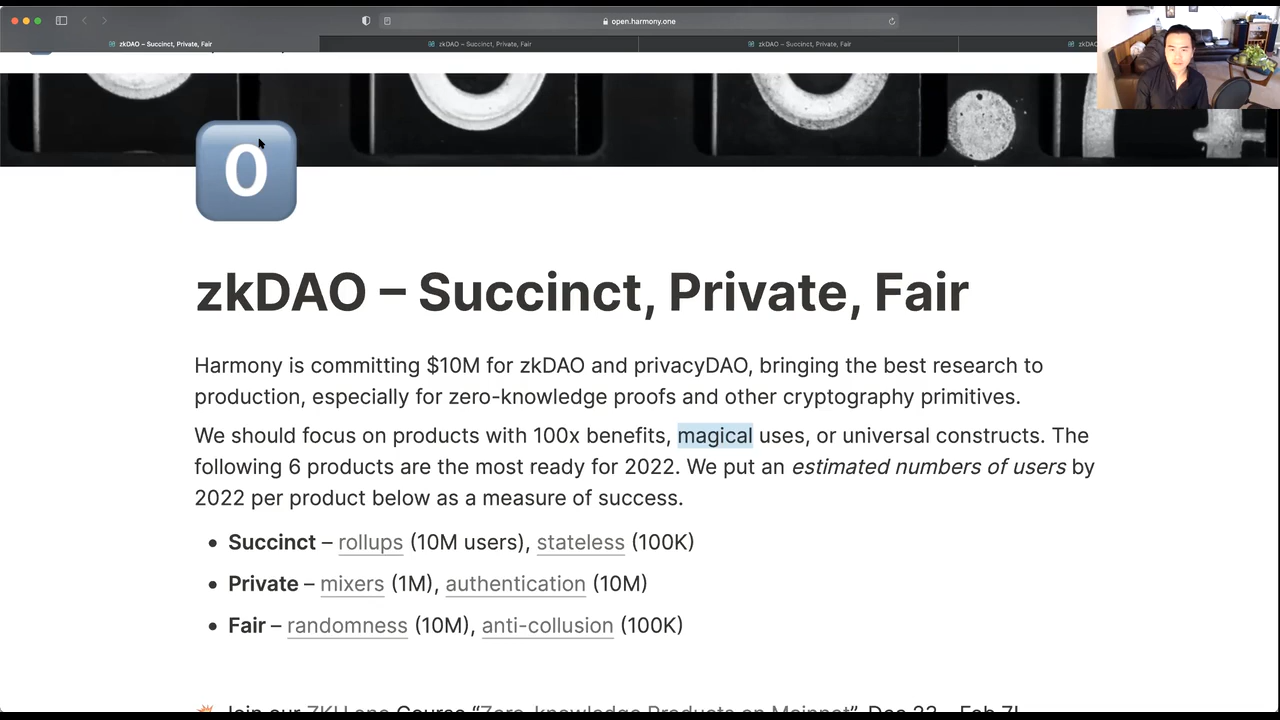 open.harmony.one
zkDAO – Succinct, Private, Fair
zkDAO – Succinct, Private, Fair
zkDAO – Succinct, Private, Fair
0
zkDAO – Succinct, Private, Fair
Harmony is committing $10M for zkDAO and privacyDAO, bringing the best research to
production, especially for zero-knowledge proofs and other cryptography primitives.
We should focus on products with 100x benefits, magical uses, or universal constructs. The
following 6 products are the most ready for 2022. We put an estimated numbers of users by
2022 per product below as a measure of success.
• Succinct – rollups (10M users), stateless (100K)
• Private – mixers (1M), authentication (10M)
• Fair – randomness (10M), anti-collusion (100K)